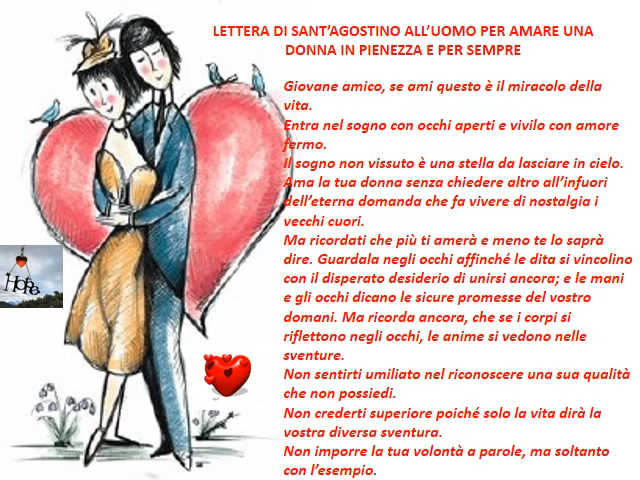 LETTERA DI SANT’AGOSTINO ALL’UOMO PER AMARE UNA
DONNA IN PIENEZZA E PER SEMPRE
Giovane amico, se ami questo è il miracolo della
vita.
Entra nel sogno con occhi aperti e vivilo con amore
fermo.
Il sogno non vissuto è una stella da lasciare in cielo.
Ama la tua donna senza chiedere altro all’infuori
dell’eterna domanda che fa vivere di nostalgia i
vecchi cuori.
Ma ricordati che più ti amerà e meno te lo saprà
dire. Guardala negli occhi affinché le dita si vincolino
con il disperato desiderio di unirsi ancora; e le mani
e gli occhi dicano le sicure promesse del vostro
domani. Ma ricorda ancora, che se i corpi si
riflettono negli occhi, le anime si vedono nelle
sventure.
Non sentirti umiliato nel riconoscere una sua qualità
che non possiedi.
Non crederti superiore poiché solo la vita dirà la
vostra diversa sventura.
Non imporre la tua volontà a parole, ma soltanto
con l’esempio.
HoPe